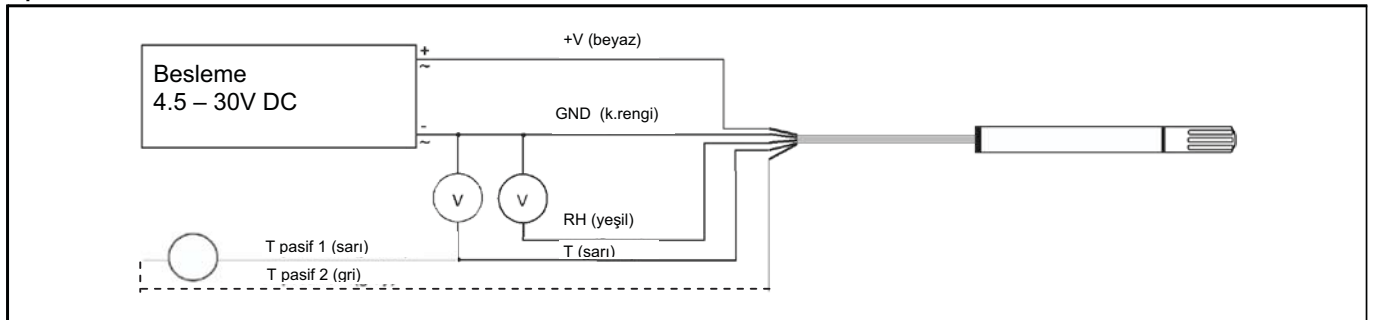 +V (beyaz)
+
~
Besleme
4.5 – 30V DC
GND (k.rengi)
-
~
V
V
RH (yeşil)
T pasif 1 (sarı)
T (sarı)
T pasif 2 (gri)